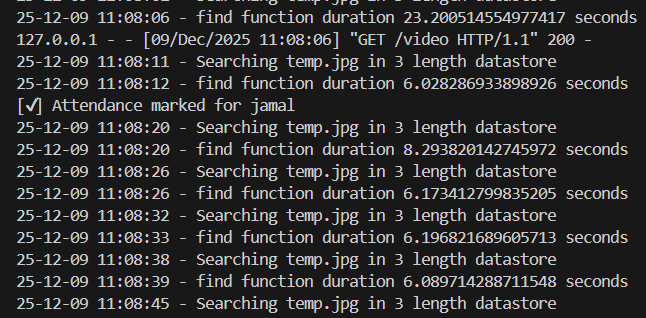 25-12-09 11:08:06 - find function duration 23.200514554977417 seconds
127.0.0.1 - - [09/Dec/2025 11:08:06] "GET /video HTTP/1.1" 200 -
25-12-09 11:08:11 - Searching temp.jpg in 3 length datastore
25-12-09 11:08:12 - find function duration 6.028286933898926 seconds
[✔] Attendance marked for jamal
25-12-09 11:08:20 - Searching temp.jpg in 3 length datastore
25-12-09 11:08:20 - find function duration 8.293820142745972 seconds
25-12-09 11:08:26 - Searching temp.jpg in 3 length datastore
25-12-09 11:08:26 - find function duration 6.173412799835205 seconds
25-12-09 11:08:32 - Searching temp.jpg in 3 length datastore
25-12-09 11:08:33 - find function duration 6.196821689605713 seconds
25-12-09 11:08:38 - Searching temp.jpg in 3 length datastore
25-12-09 11:08:39 - find function duration 6.089714288711548 seconds
25-12-09 11:08:45 - Searching temp.jpg in 3 length datastore